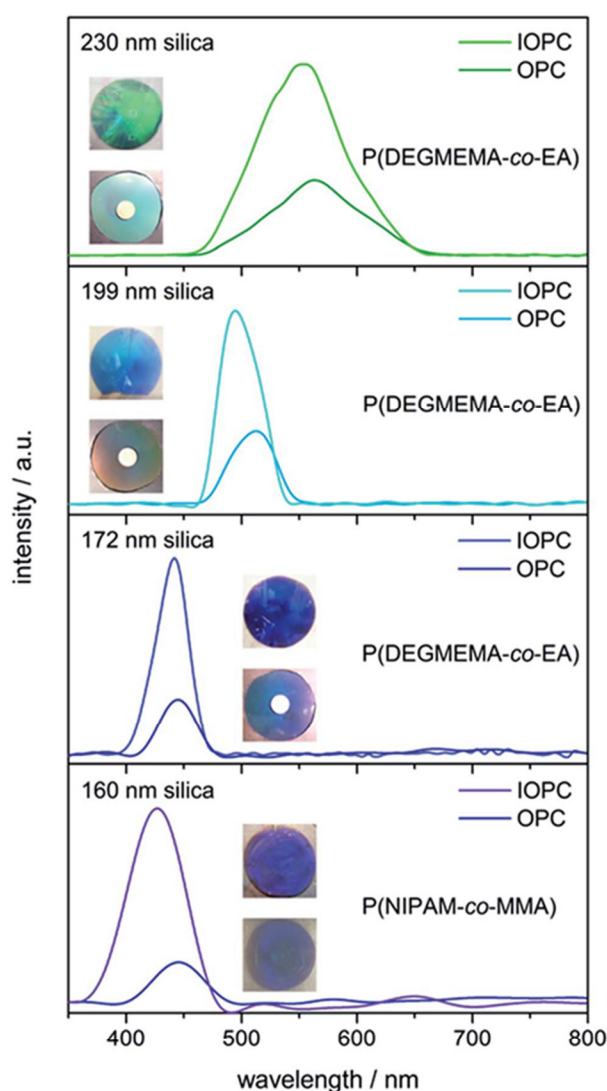 230 nm silica
IOPC
OPC
P(DEGMEMA-co-EA)
199 nm silica
IOPC
OPC
P(DEGMEMA-co-EA)
172 nm silica
IOPC
OPC
P(DEGMEMA-co-EA)
160 nm silica
IOPC
OPC
P(NIPAM-co-MMA)
intensity / a.u.
400 500 600 700 800
wavelength / nm